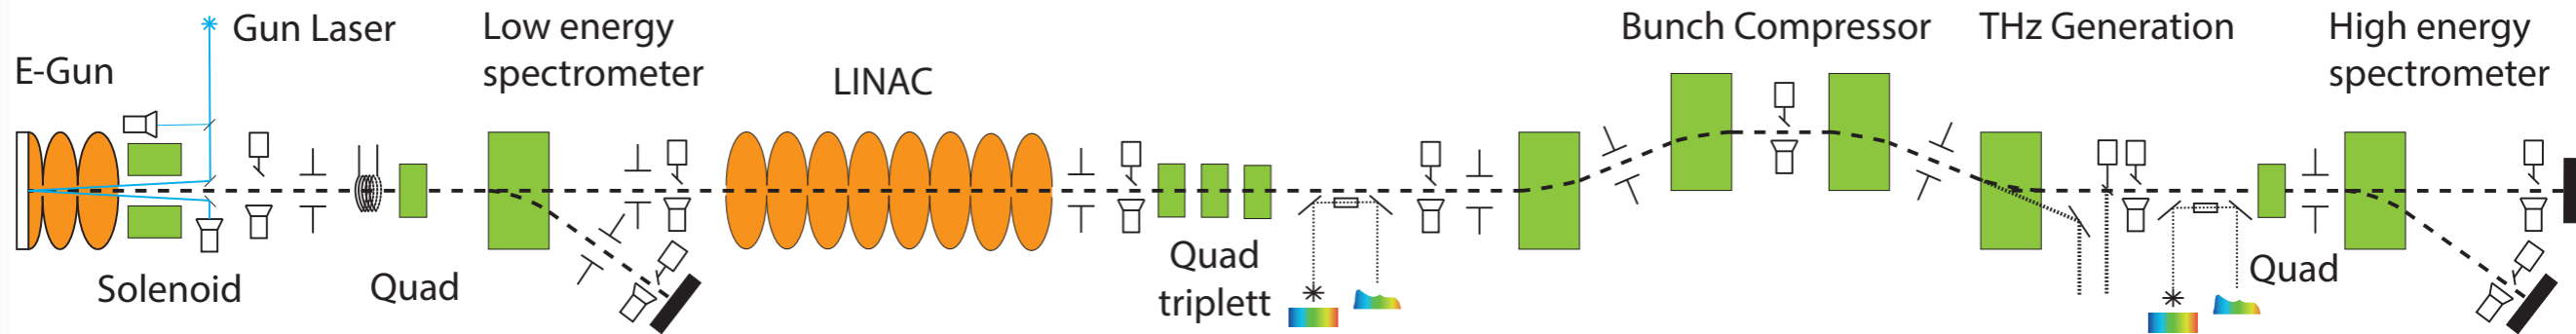 Gun Laser
E-Gun
Solenoid
Quad
Low energy
spectrometer
LINAC
Quad
triplett
Bunch Compressor
THz Generation
Quad
High energy
spectrometer